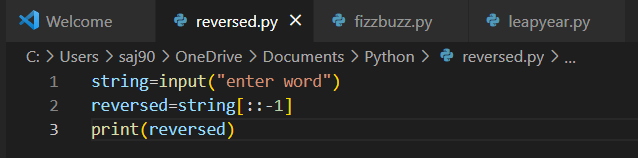 Welcome reversed.py × fizzbuzz.py leapyear.py
C: > Users > saj90 > OneDrive > Documents > Python > reversed.py > ...
1 string=input("enter word")
2 reversed=string[::-1]
3 print(reversed)